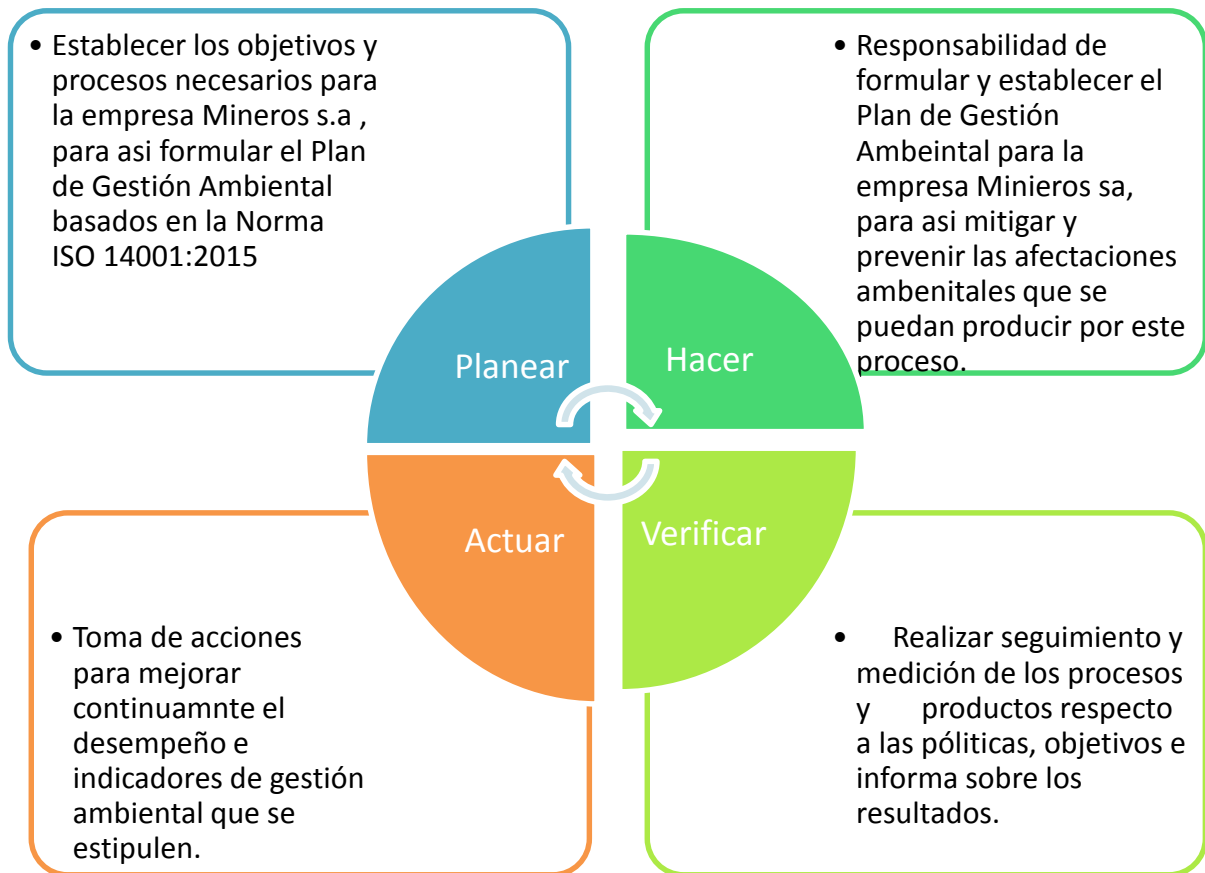 • Establecer los objetivos y
procesos necesarios para
la empresa Mineros s.a ,
para asi formular el Plan
de Gestión Ambiental
basados en la Norma
ISO 14001:2015
• Responsabilidad de
formular y establecer el
Plan de Gestión
Ambeintal para la
empresa Minieros sa,
para asi mitigar y
prevenir las afectaciones
ambenitales que se
puedan producir por este
proceso.
Planear
Hacer
Actuar
Verificar
• Toma de acciones
para mejorar
continuamnte el
desempeño e
indicadores de gestión
ambiental que se
estipulen.
• Realizar seguimiento y
medición de los procesos
y productos respecto
a las póliticas, objetivos e
informa sobre los
resultados.